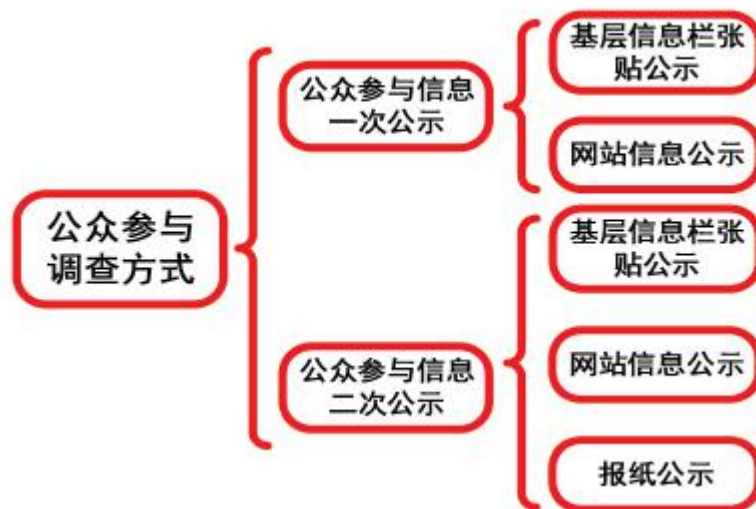 公众参与
调查方式
公众参与信息
一次公示
基层信息栏张
贴公示
网站信息公示
公众参与信息
二次公示
基层信息栏张
贴公示
网站信息公示
报纸公示